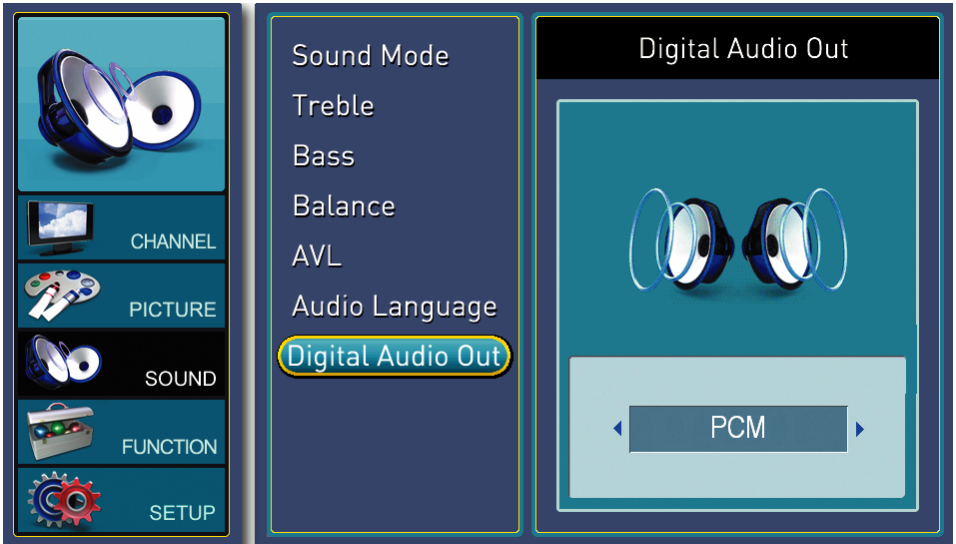 CHANNEL
PICTURE
SOUND
FUNCTION
SETUP
Sound Mode
Treble
Bass
Balance
AVL
Audio Language
Digital Audio Out
Digital Audio Out
PCM